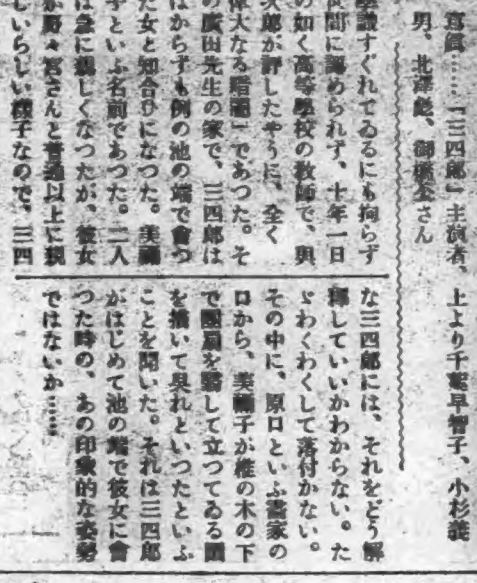 寫眞……「三四郎」主演者、上より千葉早智子、小杉義
男、北澤彪、御橋公さん
學識すぐれてゐるにも拘らず
世間に認められず、十年一日
の如く高等學校の教師で、與
次郎が評したやうに、全く
偉大なる暗闇」であつた。そ
の廣田先生の家で、三四郎は
はからずも例の池の端で會つ
た女と知合ひになつた。美禰
子といふ名前であつた。二人
は急に親しくなつたが、彼女
が野々宮さんと普通以上に親
しいらしい樣子なので、三四
な三四郎には、それをどう解
釋していいかわからない。た
ゞわくわくして落付かない。
その中に、原口といふ畫家の
口から、美禰子が椎の木の下
で團扇を翳して立つてゐる圖
を描いて呉れといつたといふ
ことを聞いた。それは三四郎
がはじめて池の端で彼女に會
つた時の、あの印象的な姿勢
ではないか……